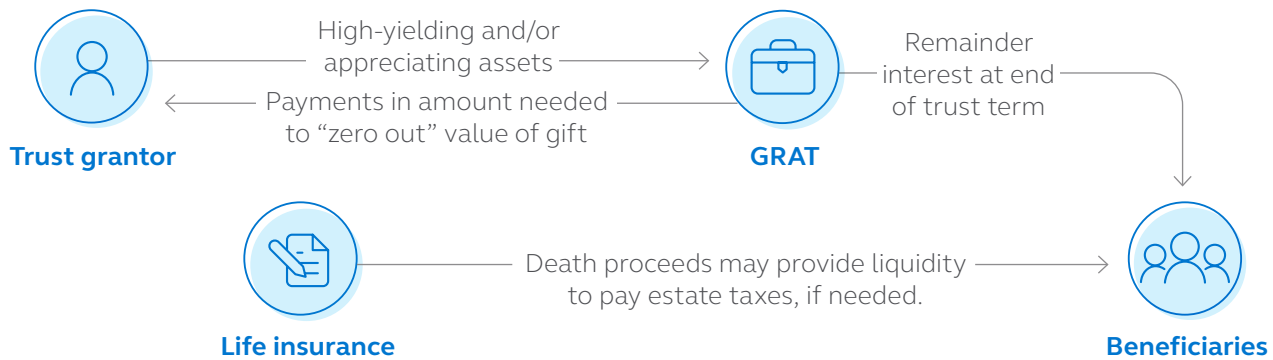 High-yielding and/or
appreciating assets
Payments in amount needed
to “zero out” value of gift
Remainder
interest at end
of trust term
Trust grantor
GRAT
Death proceeds may provide liquidity
to pay estate taxes, if needed.
Life insurance
Beneficiaries